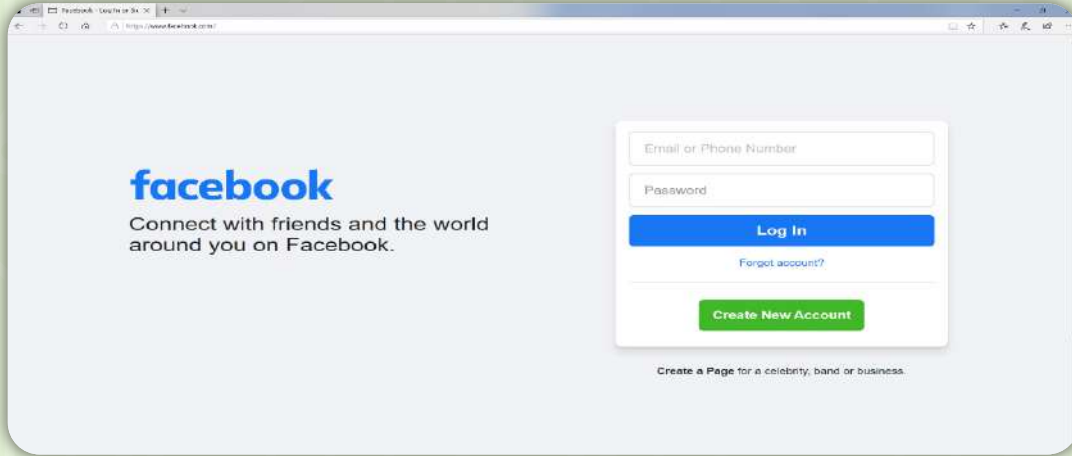 Facebook - Log In or Si
https://www.facebook.com/
facebook
Connect with friends and the world
around you on Facebook.
Email or Phone Number
Password
Log In
Forgot account?
Create New Account
Create a Page for a celebrity, band or business.